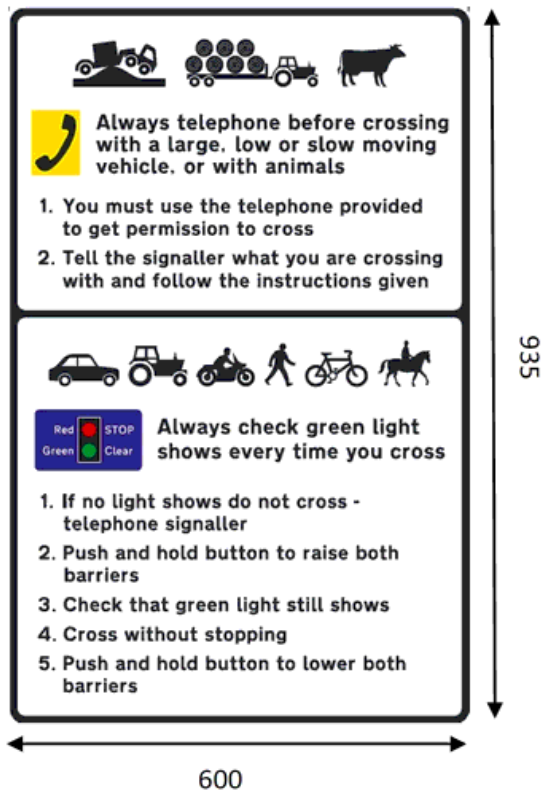 Always telephone before crossing
with a large, low or slow moving
vehicle, or with animals
1. You must use the telephone provided
to get permission to cross
2. Tell the signaller what you are crossing
with and follow the instructions given
Red STOP
Green Clear
Always check green light
shows every time you cross
1. If no light shows do not cross -
telephone signaller
2. Push and hold button to raise both
barriers
3. Check that green light still shows
4. Cross without stopping
5. Push and hold button to lower both
barriers
935
600